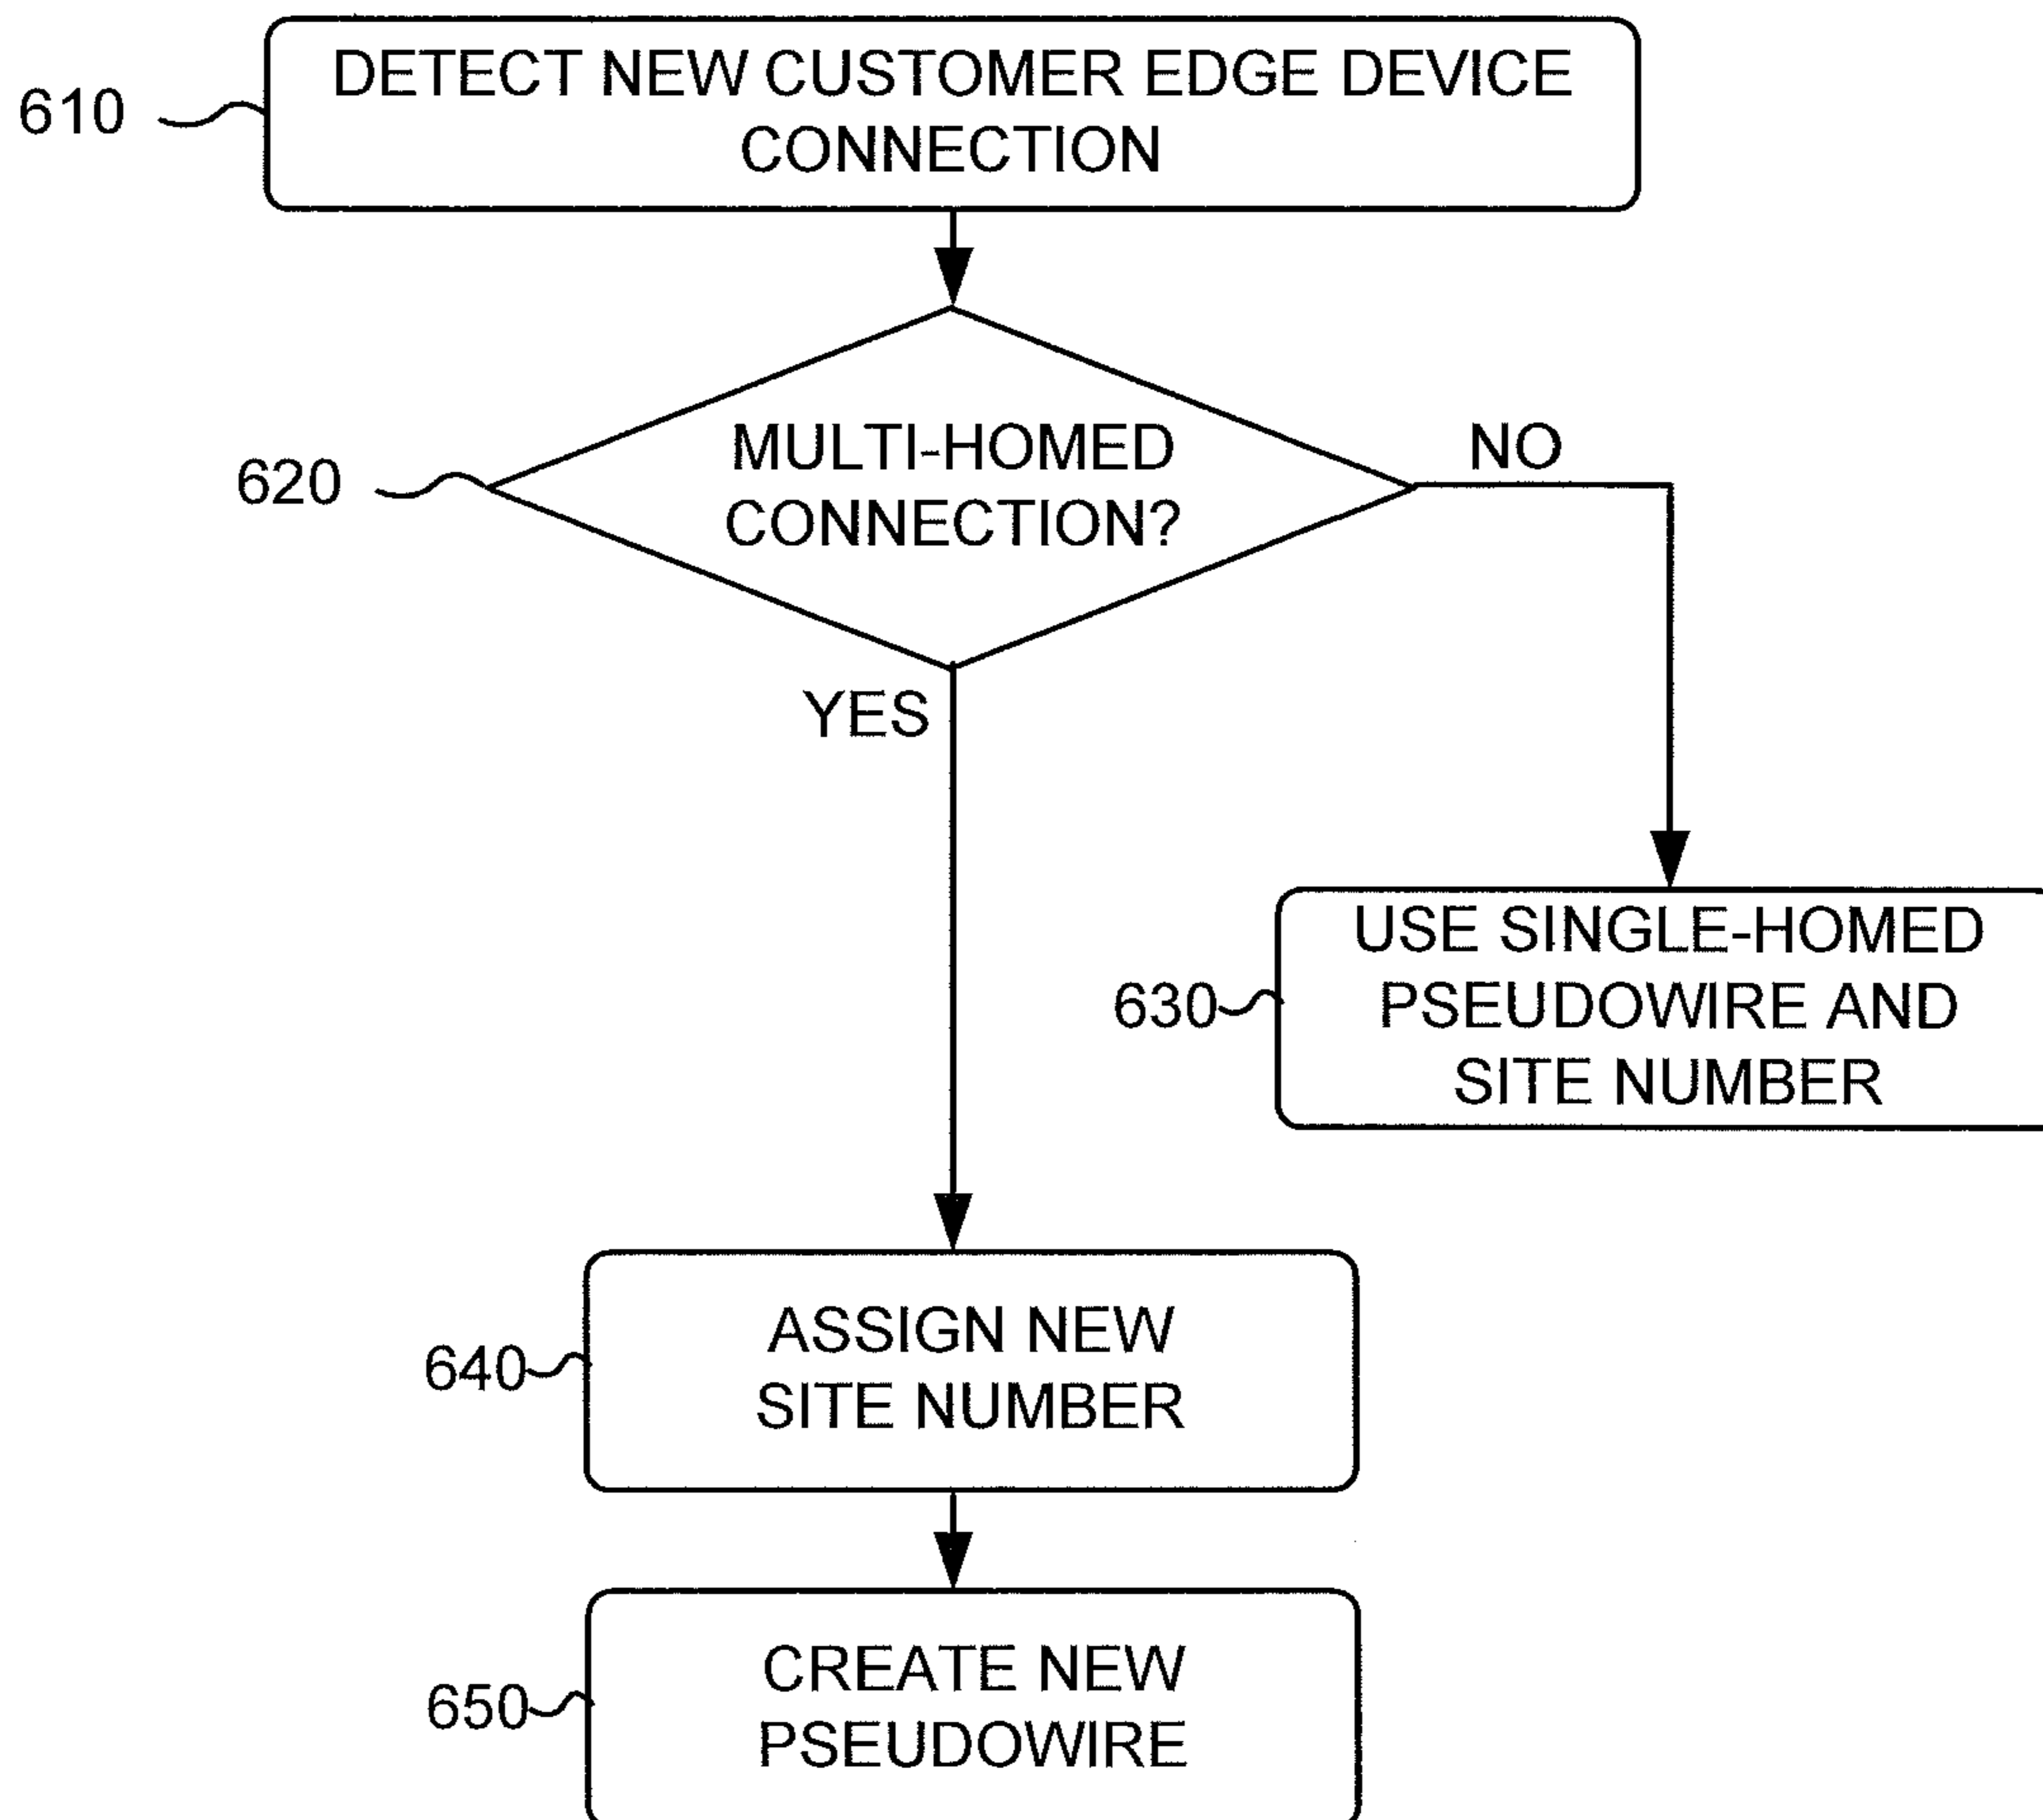 610
DETECT NEW CUSTOMER EDGE DEVICE
CONNECTION
620
MULTI-HOMED
CONNECTION?
NO
YES
630
USE SINGLE-HOMED
PSEUDOWIRE AND
SITE NUMBER
640
ASSIGN NEW
SITE NUMBER
650
CREATE NEW
PSEUDOWIRE